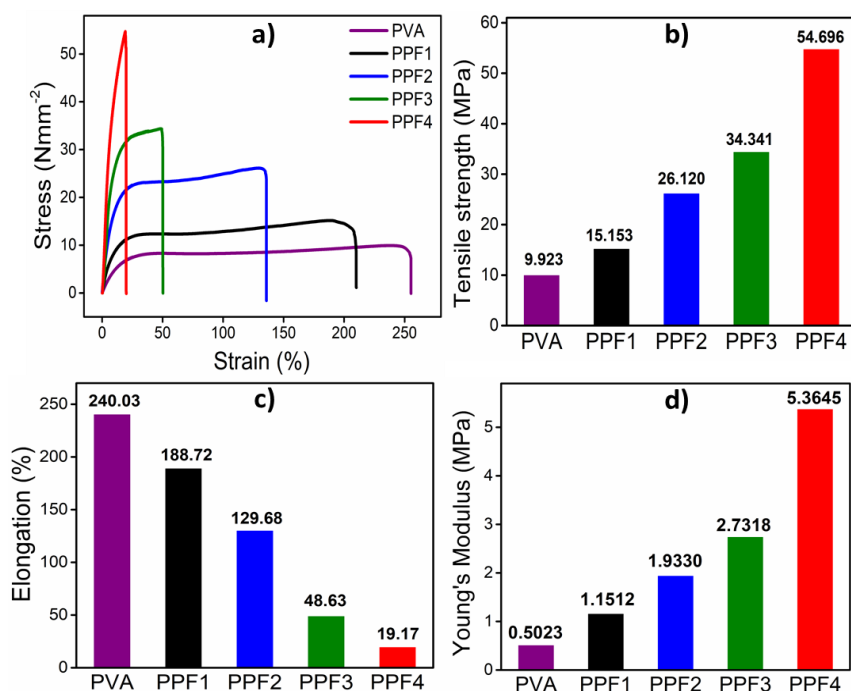 a)
PVA
PPF1
PPF2
PPF3
PPF4
50
40
30
20
10
0
Stress (Nmm⁻²)
0 50 100 150 200 250
Strain (%)
b)
60
50
40
30
20
10
0
Tensile strength (MPa)
9.923
15.153
26.120
34.341
54.696
PVA PPF1 PPF2 PPF3 PPF4
c)
250
200
150
100
50
0
Elongation (%)
240.03
188.72
129.68
48.63
19.17
PVA PPF1 PPF2 PPF3 PPF4
d)
5
4
3
2
1
0
Young's Modulus (MPa)
0.5023
1.1512
1.9330
2.7318
5.3645
PVA PPF1 PPF2 PPF3 PPF4